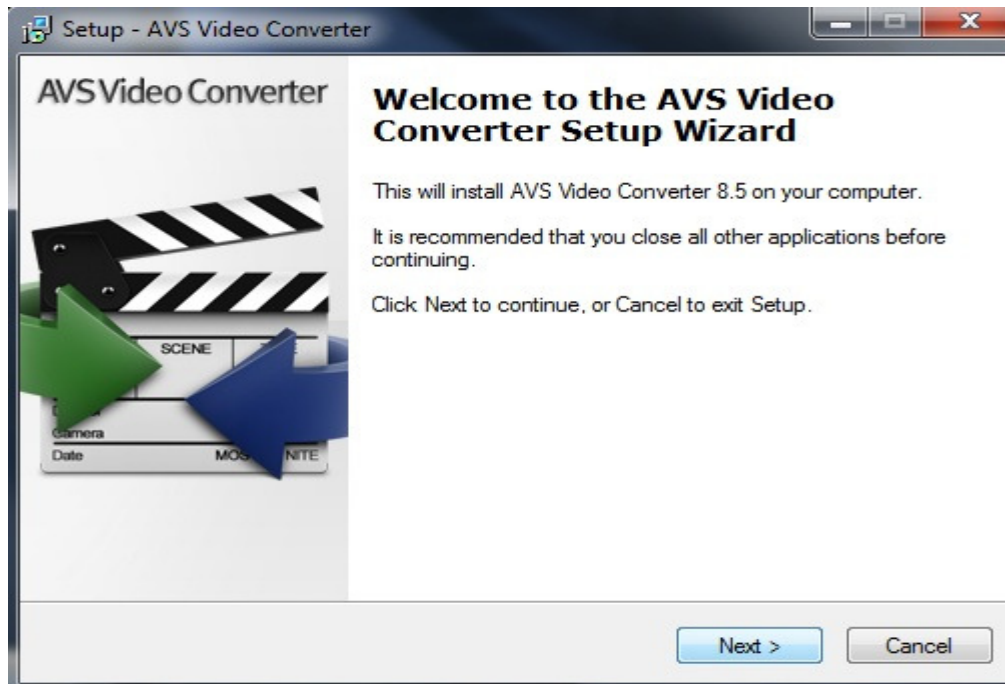 Setup - AVS Video Converter
AVS Video Converter
Welcome to the AVS Video
Converter Setup Wizard
This will install AVS Video Converter 8.5 on your computer.
It is recommended that you close all other applications before
continuing.
Click Next to continue, or Cancel to exit Setup.
SCENE
Camera
Date
NITE
Next >
Cancel